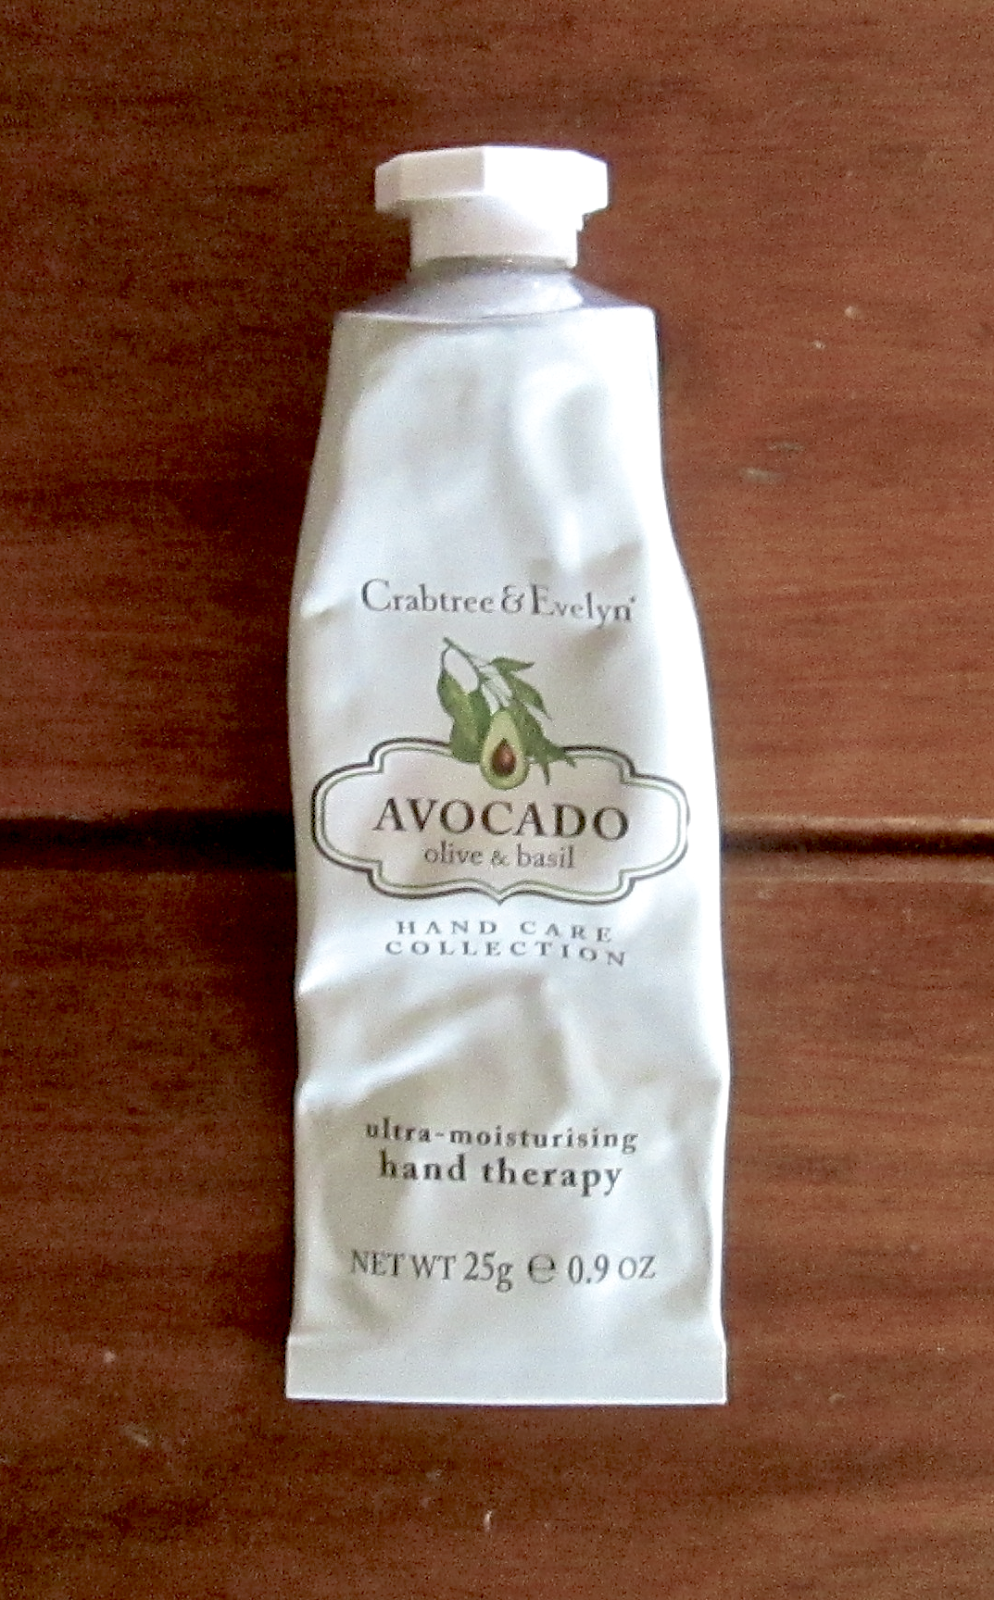 Crabtree & Evelyn®
AVOCADO
olive & basil
HAND CARE
COLLECTION
ultra-moisturising
hand therapy
NET WT 25g ℮ 0.9 OZ